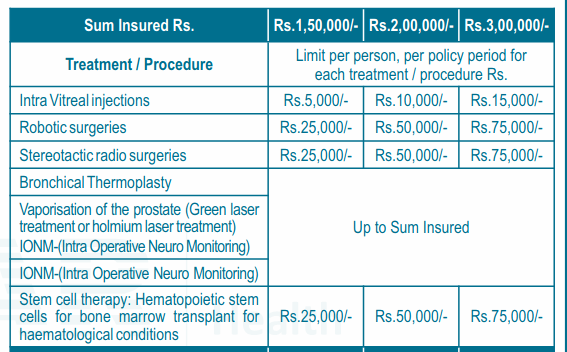 Sum Insured Rs. Rs.1,50,000/- Rs.2,00,000/- Rs.3,00,000/-
Treatment / Procedure
Limit per person, per policy period for
each treatment / procedure Rs.
Intra Vitreal injections Rs.5,000/- Rs.10,000/- Rs.15,000/-
Robotic surgeries Rs.25,000/- Rs.50,000/- Rs.75,000/-
Stereotactic radio surgeries Rs.25,000/- Rs.50,000/- Rs.75,000/-
Bronchical Thermoplasty
Vaporisation of the prostate (Green laser
treatment or holmium laser treatment)
IONM-(Intra Operative Neuro Monitoring)
IONM-(Intra Operative Neuro Monitoring)
Up to Sum Insured
Stem cell therapy: Hematopoietic stem
cells for bone marrow transplant for
haematological conditions
Rs.25,000/- Rs.50,000/- Rs.75,000/-
Health